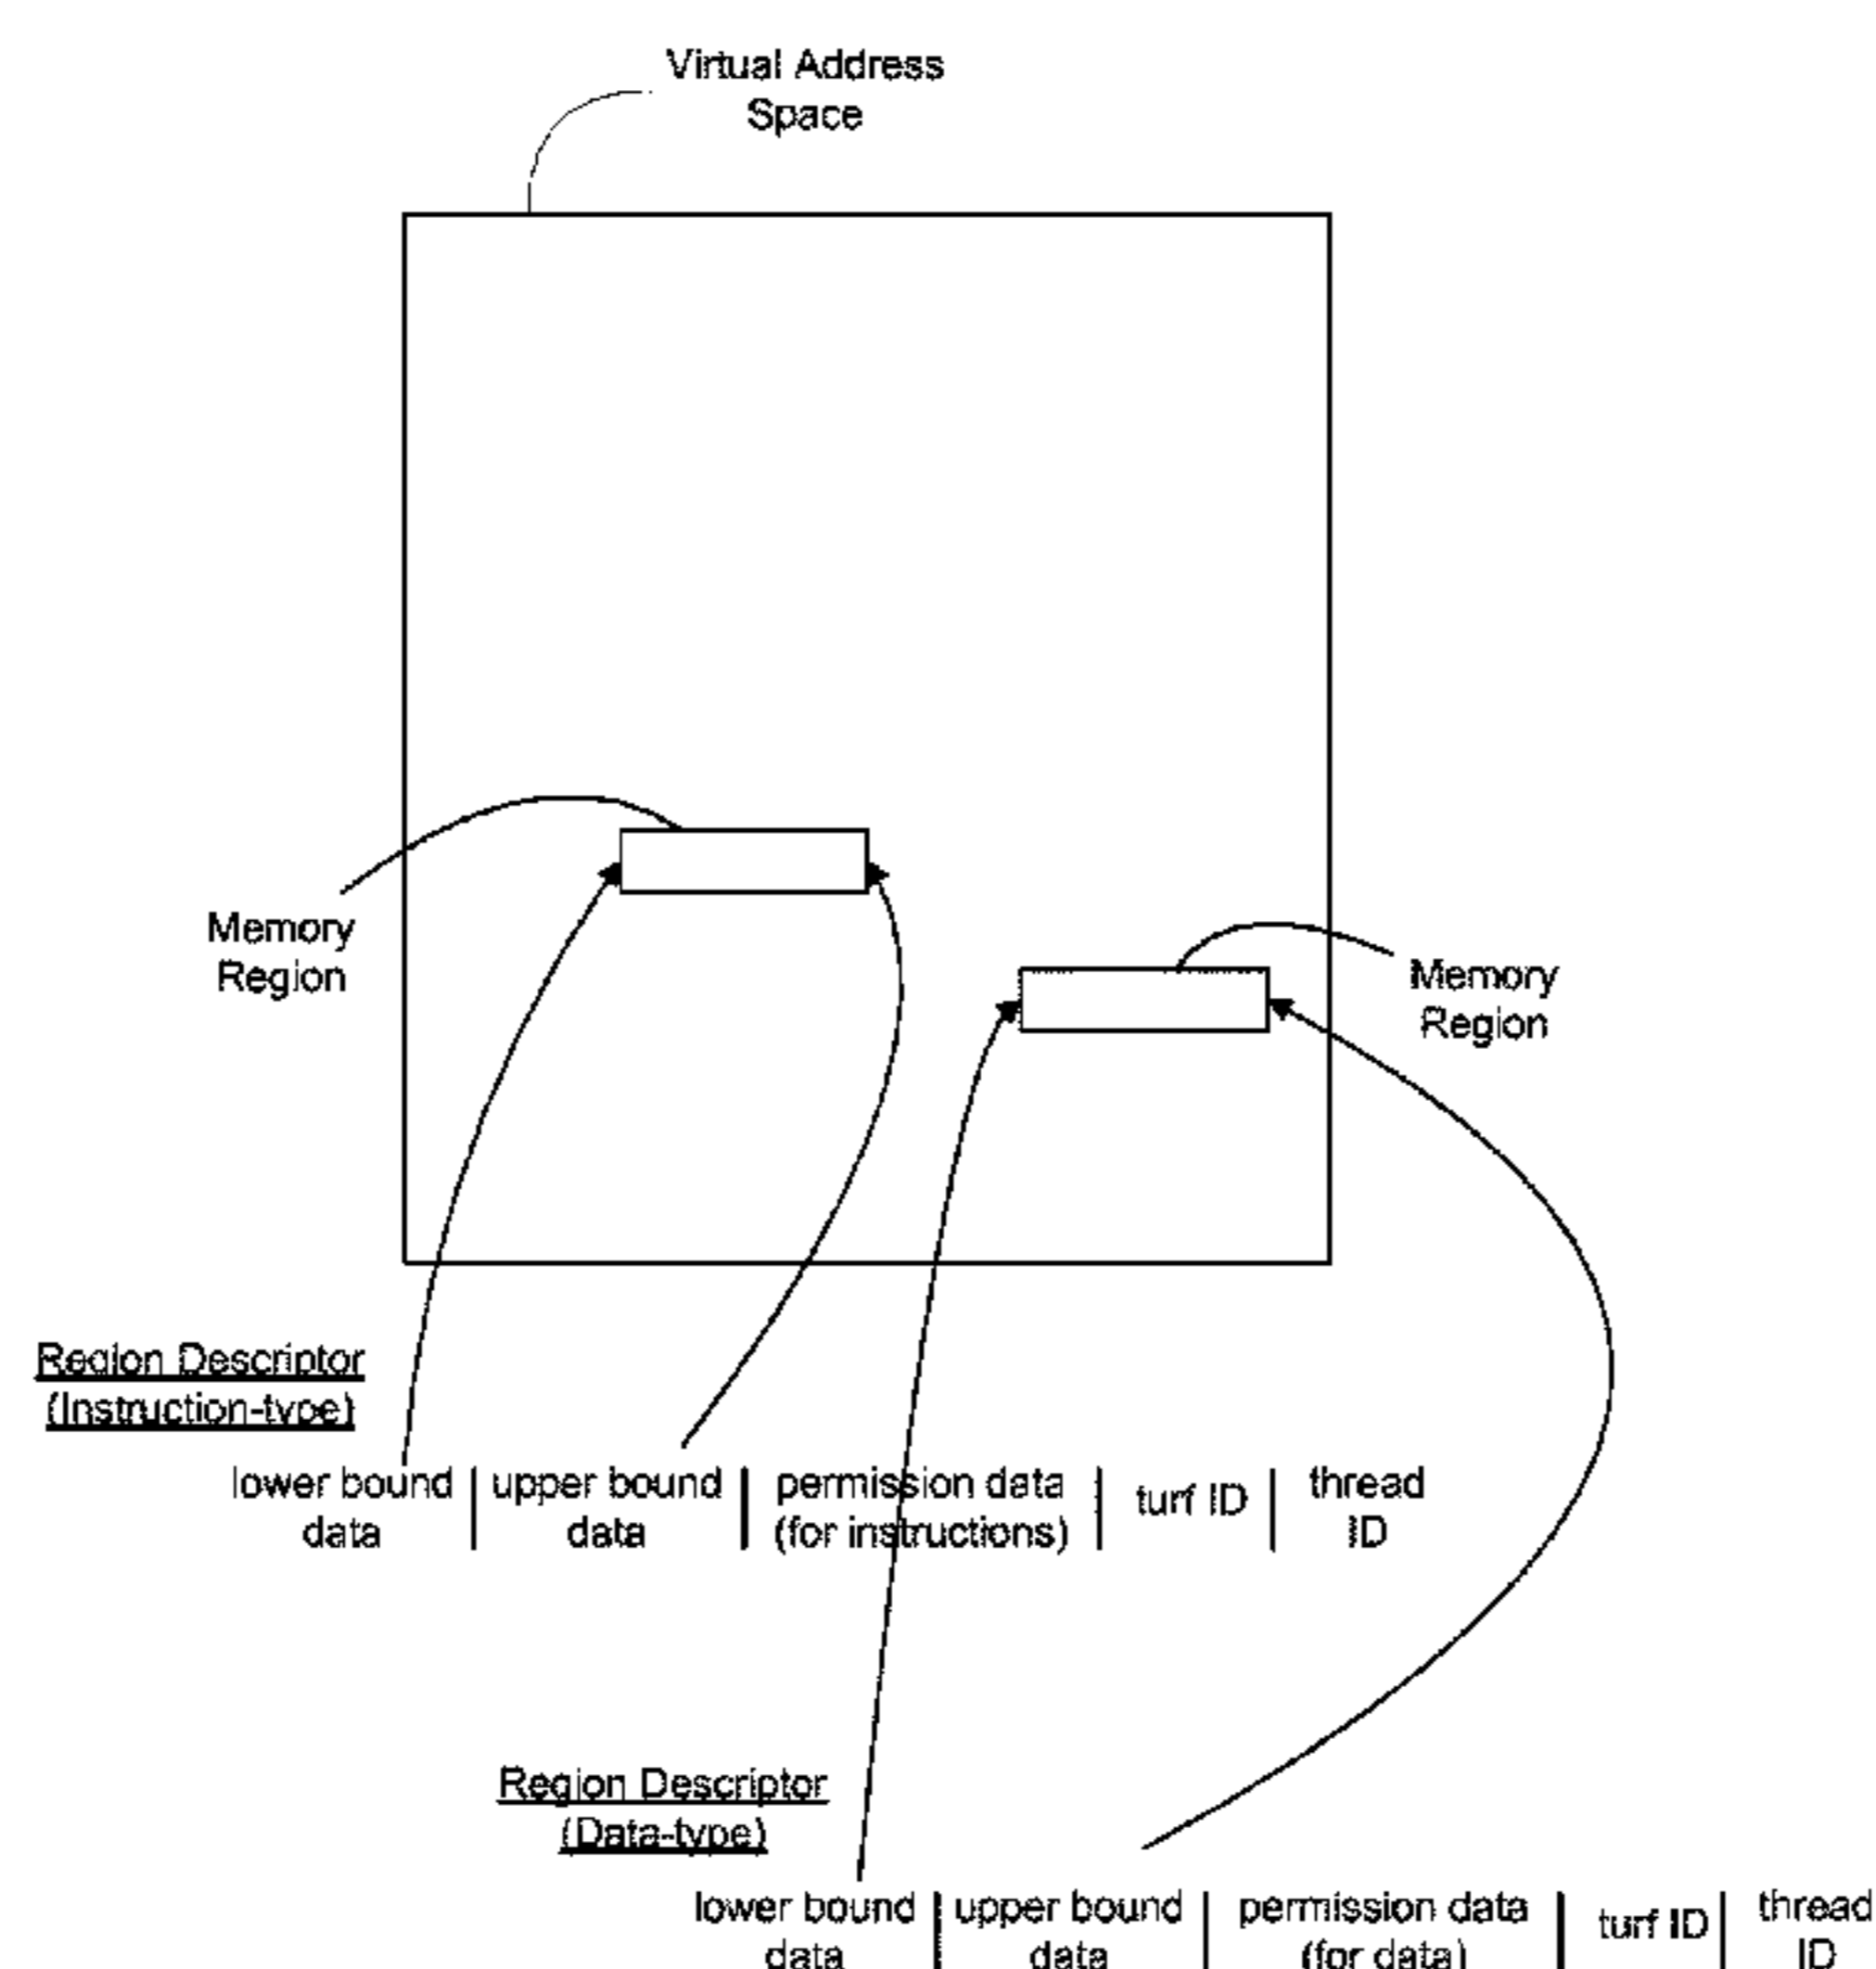 Virtual Address
Space
Memory
Region
Memory
Region
Region Descriptor
(Instruction-type)
lower bound
data
upper bound
data
permission data
(for instructions)
turf ID
thread
ID
Region Descriptor
(Data-type)
lower bound
data
upper bound
data
permission data
(for data)
turf ID
thread
ID